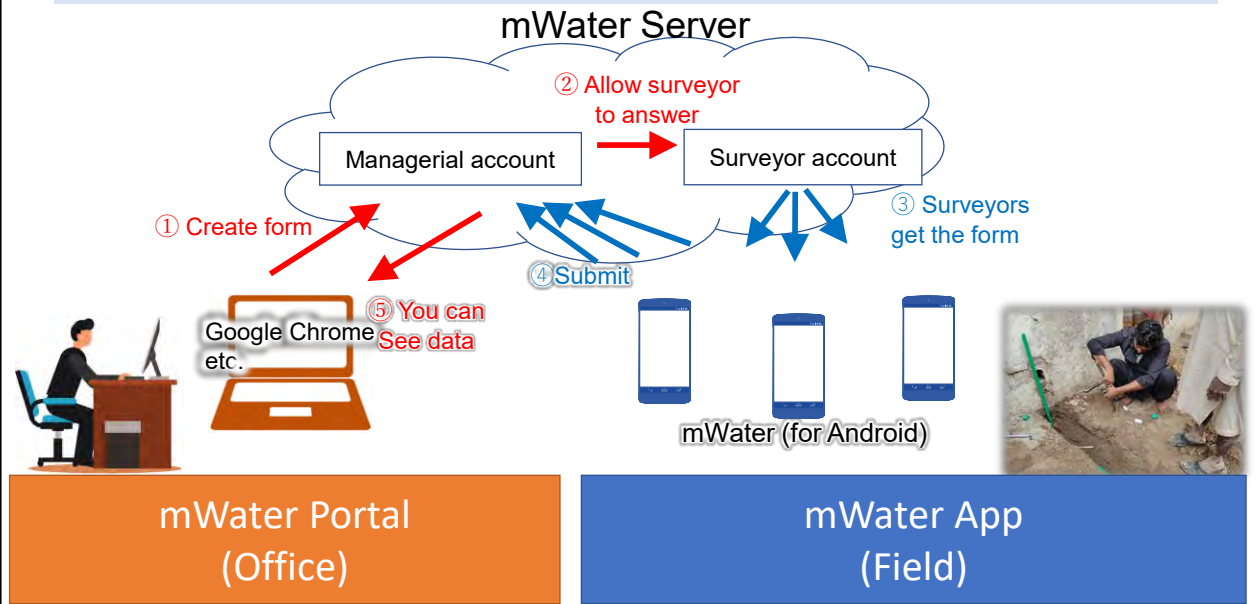 mWater Server
② Allow surveyor
to answer
Managerial account
Surveyor account
① Create form
③ Surveyors
get the form
④Submit
⑤ You can
See data
Google Chrome
etc.
mWater (for Android)
mWater Portal
(Office)
mWater App
(Field)